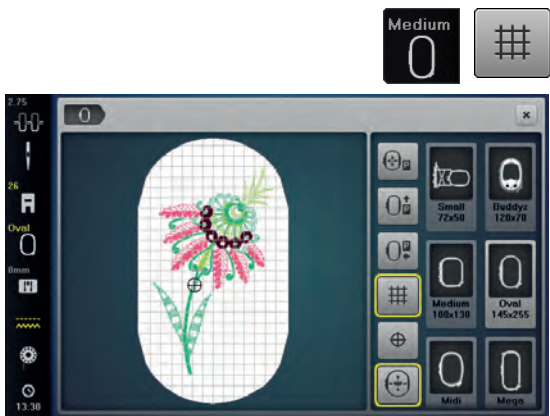 Medium
2.75
26
Oval
0mm
13:30
Small
72x50
Buddyz
120x70
Medium
100x130
Oval
145x255
Midi
Mega